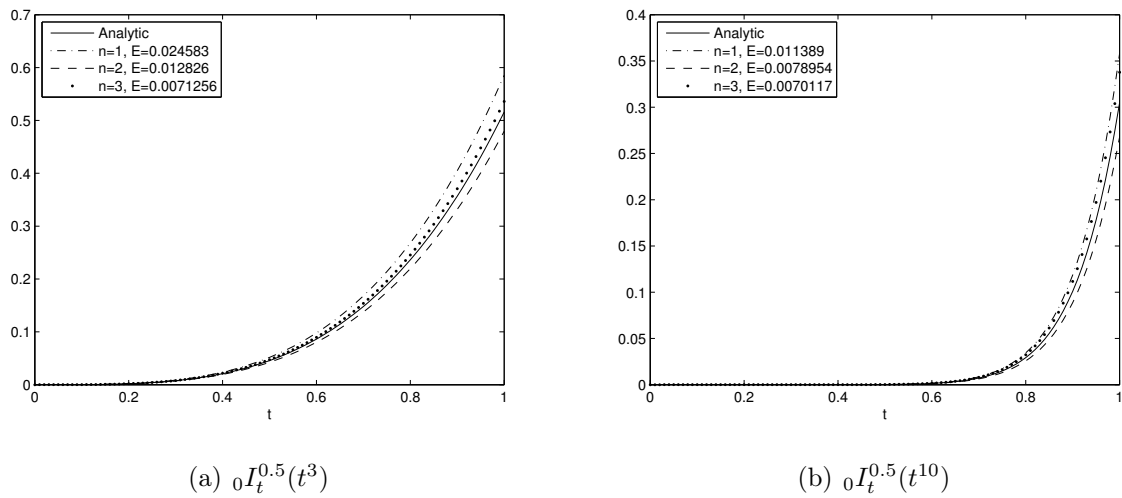 0.7
0.6
0.5
0.4
0.3
0.2
0.1
0
0 0.2 0.4 0.6 0.8 1
t
Analytic
n=1, E=0.024583
n=2, E=0.012826
n=3, E=0.0071256
(a) ₀I_t^{0.5}(t³)
0.4
0.35
0.3
0.25
0.2
0.15
0.1
0.05
0
0 0.2 0.4 0.6 0.8 1
t
Analytic
n=1, E=0.011389
n=2, E=0.0078954
n=3, E=0.0070117
(b) ₀I_t^{0.5}(t¹⁰)